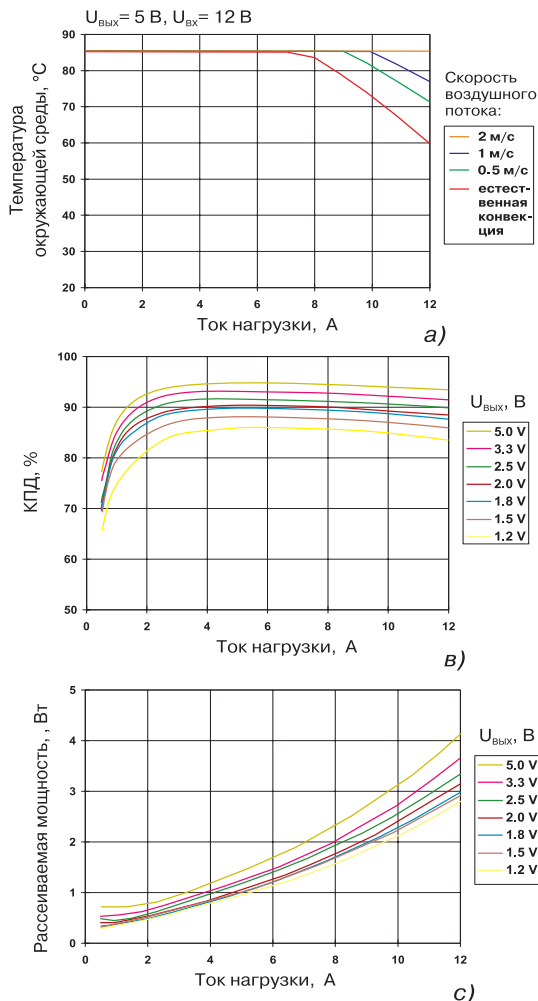 Uвых= 5 В, Uвх= 12 В
Температура
окружающей среды, °С
90
80
70
60
50
40
30
20
0
2
4
6
8
10
12
Ток нагрузки, А
а)
Скорость
воздушного
потока:
2 м/с
1 м/с
0.5 м/с
естест-
венная
конвек-
ция
КПД, %
100
90
80
70
60
50
0
2
4
6
8
10
12
Ток нагрузки, А
в)
Uвых, В
5.0 V
3.3 V
2.5 V
2.0 V
1.8 V
1.5 V
1.2 V
Рассеиваемая мощность, , Вт
5
4
3
2
1
0
0
2
4
6
8
10
12
Ток нагрузки, А
с)
Uвых, В
5.0 V
3.3 V
2.5 V
2.0 V
1.8 V
1.5 V
1.2 V